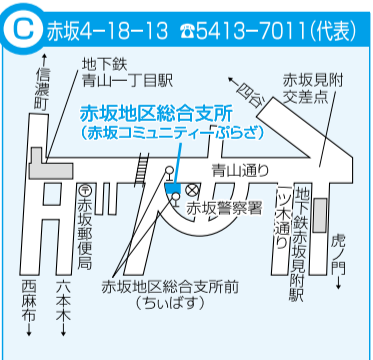 C 赤坂4-18-13 ☎5413-7011(代表)
↑信濃町
地下鉄
青山一丁目駅
↖四谷
赤坂見附
交差点
赤坂地区総合支所
(赤坂コミュニティーぷらざ)
青山通り
〒赤坂郵便局
赤坂警察署
一ツ木通り
地下鉄赤坂見附駅
虎ノ門↓
赤坂地区総合支所前
(ちぃばす)
西麻布↓
六本木↓